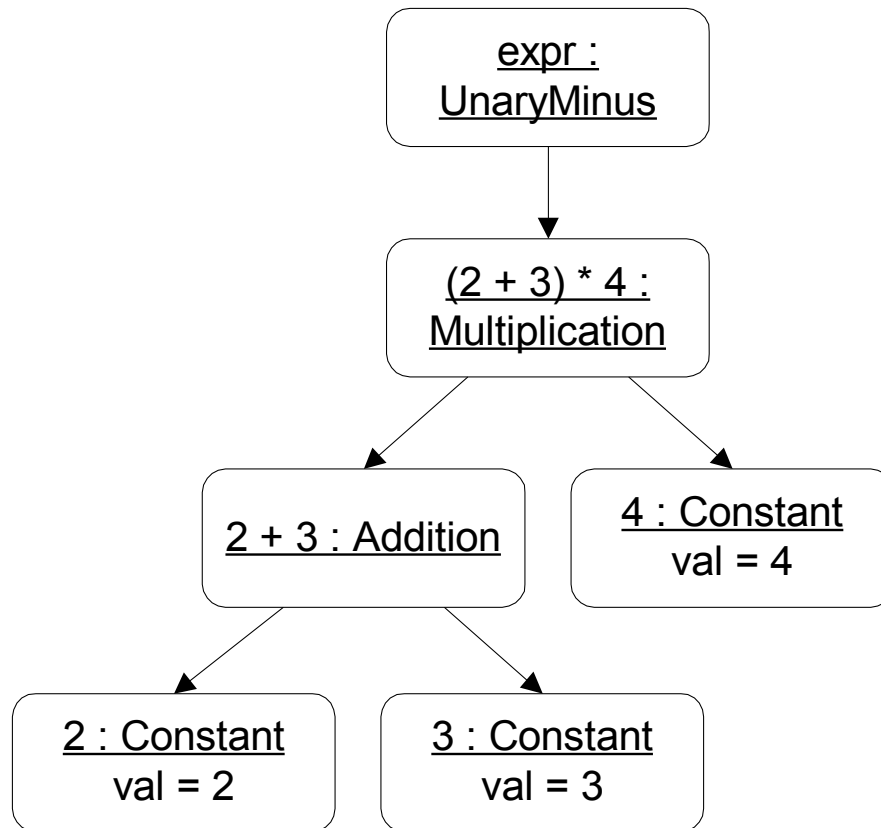 expr :
UnaryMinus
(2 + 3) * 4 :
Multiplication
2 + 3 : Addition
4 : Constant
val = 4
2 : Constant
val = 2
3 : Constant
val = 3